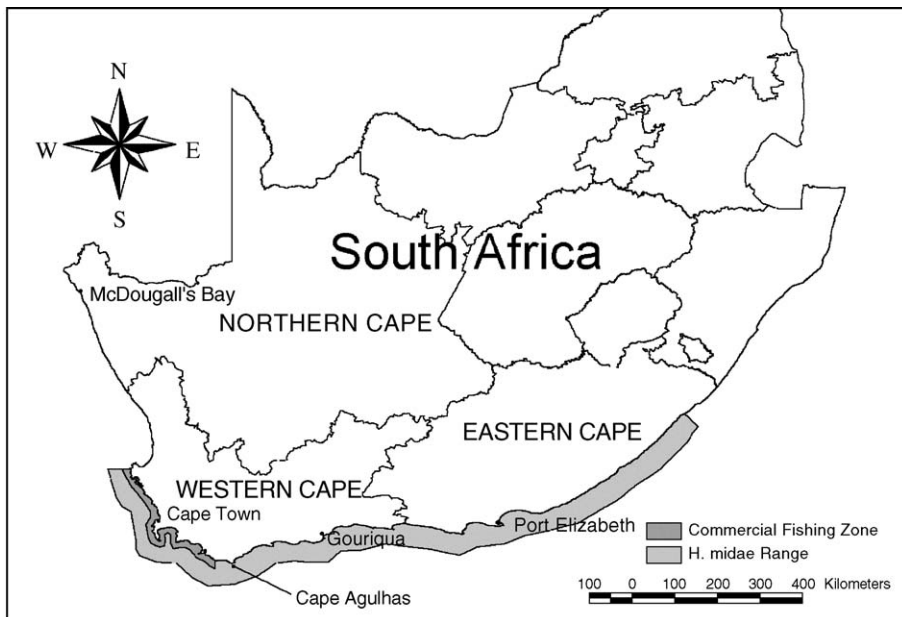 N
W
E
S
South Africa
McDougall's Bay
NORTHERN CAPE
EASTERN CAPE
WESTERN CAPE
Cape Town
Port Elizabeth
Gouriqua
Commercial Fishing Zone
H. midae Range
100 0 100 200 300 400 Kilometers
Cape Agulhas